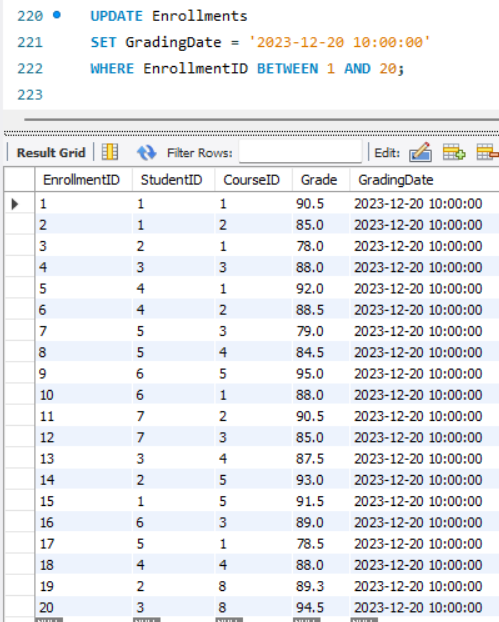 220 UPDATE Enrollments
221 SET GradingDate = '2023-12-20 10:00:00'
222 WHERE EnrollmentID BETWEEN 1 AND 20;
223
Result Grid Filter Rows: Edit:
EnrollmentID StudentID CourseID Grade GradingDate
1 1 1 90.5 2023-12-20 10:00:00
2 1 2 85.0 2023-12-20 10:00:00
3 2 1 78.0 2023-12-20 10:00:00
4 3 3 88.0 2023-12-20 10:00:00
5 4 1 92.0 2023-12-20 10:00:00
6 4 2 88.5 2023-12-20 10:00:00
7 5 3 79.0 2023-12-20 10:00:00
8 5 4 84.5 2023-12-20 10:00:00
9 6 5 95.0 2023-12-20 10:00:00
10 6 1 88.0 2023-12-20 10:00:00
11 7 2 90.5 2023-12-20 10:00:00
12 7 3 85.0 2023-12-20 10:00:00
13 3 4 87.5 2023-12-20 10:00:00
14 2 5 93.0 2023-12-20 10:00:00
15 1 5 91.5 2023-12-20 10:00:00
16 6 3 89.0 2023-12-20 10:00:00
17 5 1 78.5 2023-12-20 10:00:00
18 4 4 88.0 2023-12-20 10:00:00
19 2 8 89.3 2023-12-20 10:00:00
20 3 8 94.5 2023-12-20 10:00:00